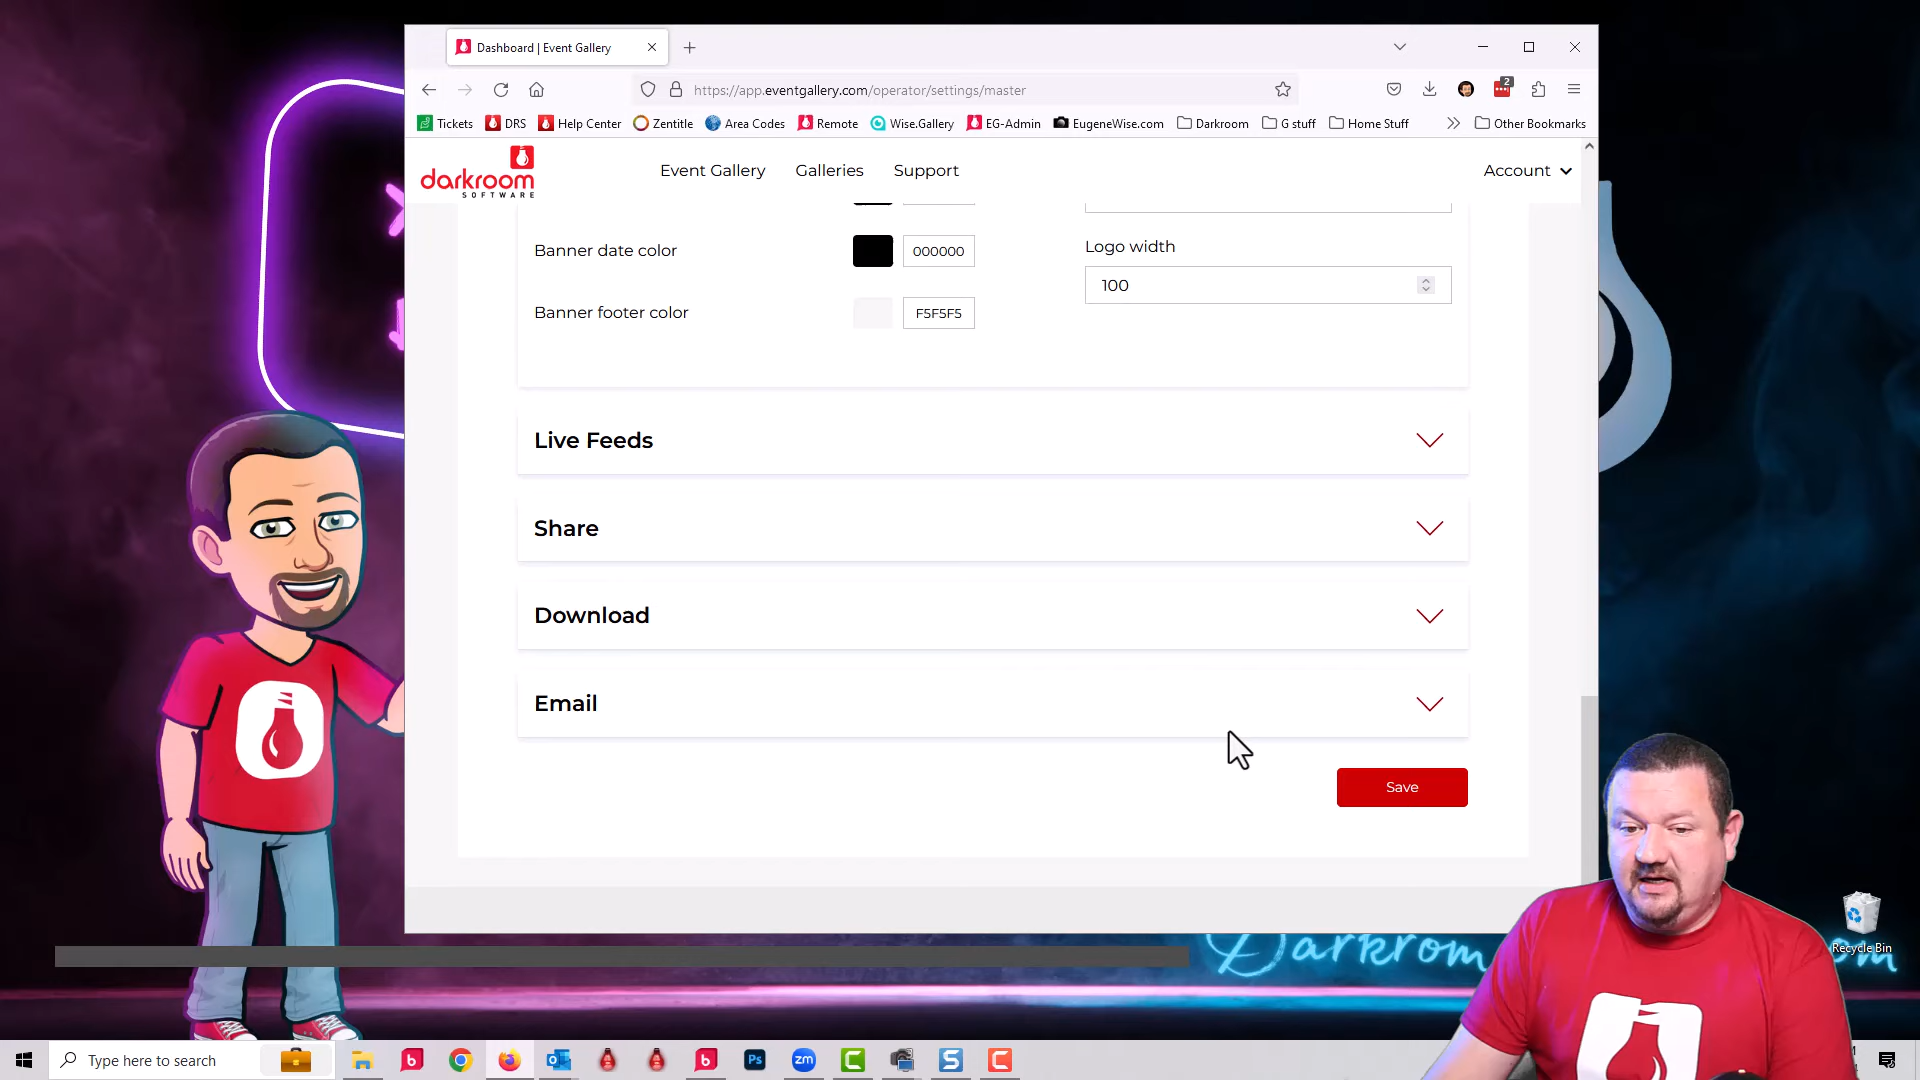 Dashboard | Event Gallery
https://app.eventgallery.com/operator/settings/master
2
Tickets DRS Help Center Zentitle Area Codes Remote Wise.Gallery EG-Admin EugeneWise.com Darkroom G stuff Home Stuff Other Bookmarks
darkroom
SOFTWARE
Event Gallery Galleries Support Account
Banner date color 000000
Logo width
100
Banner footer color F5F5F5
Live Feeds
Share
Download
Email
Save
Darkrom
Recycle Bin
Type here to search